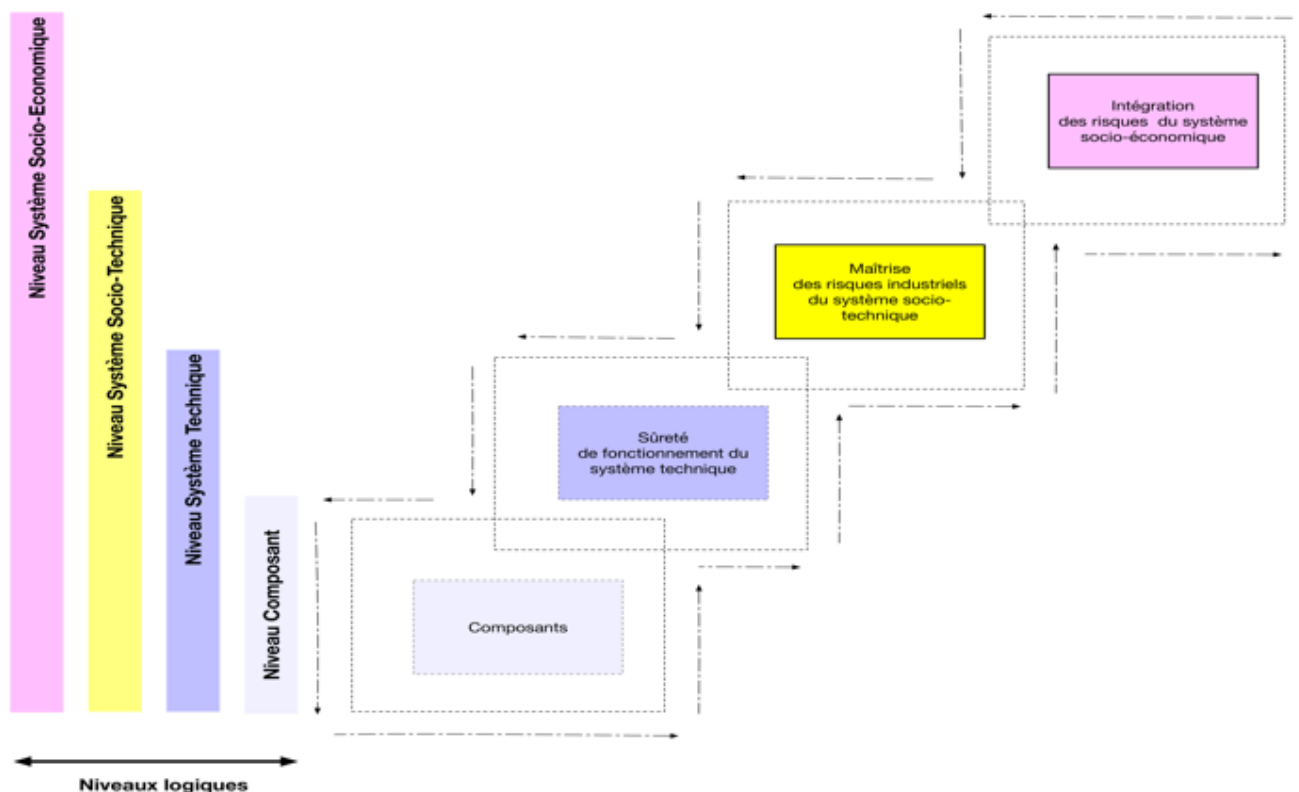 Niveau Système Socio-Economique
Niveau Système Socio-Technique
Niveau Système Technique
Niveau Composant
Intégration
des risques du système
socio-économique
Maîtrise
des risques industriels
du système socio-
technique
Sûreté
de fonctionnement du
système technique
Composants
Niveaux logiques